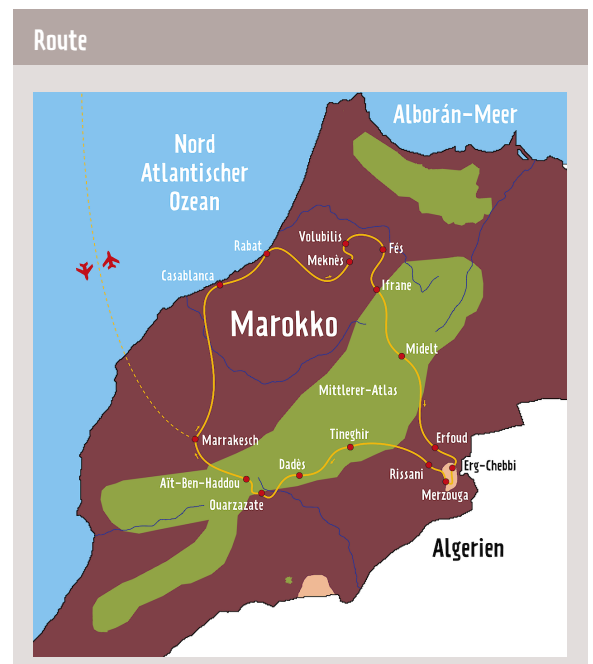 Route
Alborán-Meer
Nord
Atlantischer
Ozean
Volubilis
Rabat
Fés
Meknès
Casablanca
Ifrane
Marokko
Midelt
Mittlerer-Atlas
Tineghir
Marrakesch
Erfoud
Dadès
Erg-Chebbi
Rissani
Aït-Ben-Haddou
Merzouga
Ouarzazate
Algerien